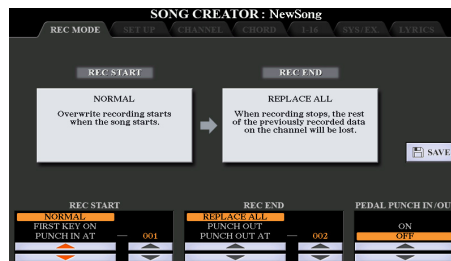 SONG CREATOR : NewSong
REC MODE SET UP CHANNEL CHORD 1-16 SYS/EX. LYRICS
REC START REC END
NORMAL
Overwrite recording starts
when the song starts.
REPLACE ALL
When recording stops, the rest
of the previously recorded data
on the channel will be lost.
SAVE
REC START REC END PEDAL PUNCH IN/OU
NORMAL REPLACE ALL
FIRST KEY ON PUNCH OUT ON
PUNCH IN AT — 001 PUNCH OUT AT — 002 OFF